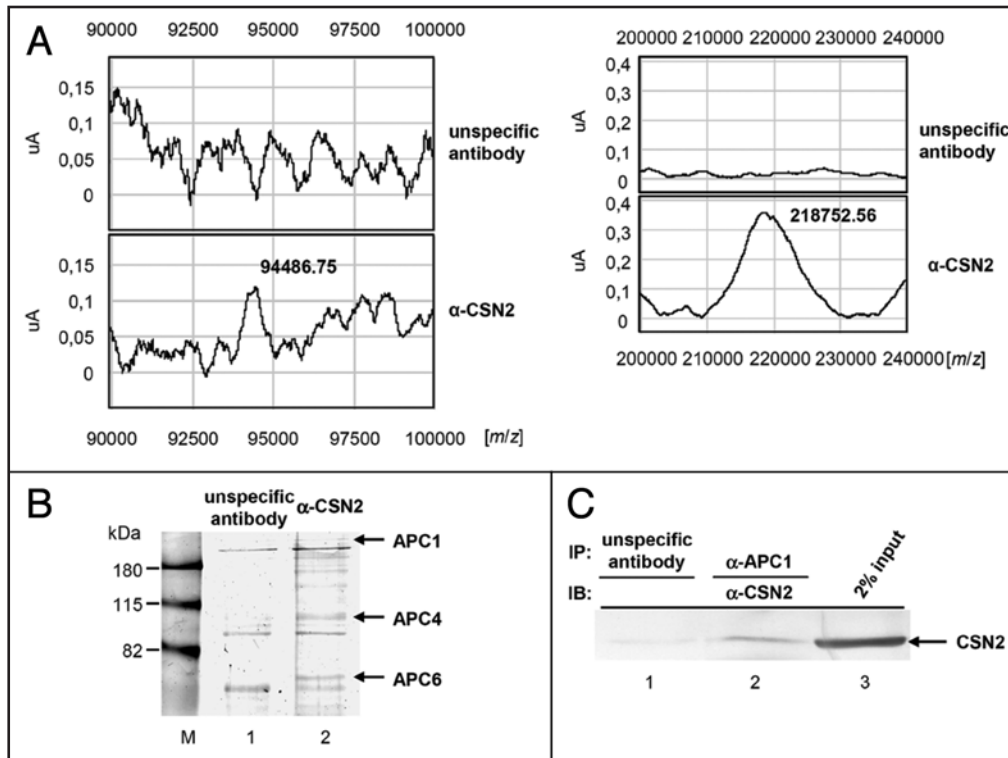 A
90000 92500 95000 97500 100000
0,15
0,1
0,05
0
uA
unspecific
antibody
0,15
0,1
0,05
0
uA
94486.75
α-CSN2
90000 92500 95000 97500 100000 [m/z]
200000 210000 220000 230000 240000
0,4
0,3
0,2
0,1
0
uA
unspecific
antibody
0,4
0,3
0,2
0,1
0
uA
218752.56
α-CSN2
200000 210000 220000 230000 240000 [m/z]
B
unspecific
antibody
α-CSN2
kDa
180
115
82
APC1
APC4
APC6
M 1 2
C
IP:
unspecific
antibody
α-APC1
2% input
IB:
α-CSN2
CSN2
1 2 3